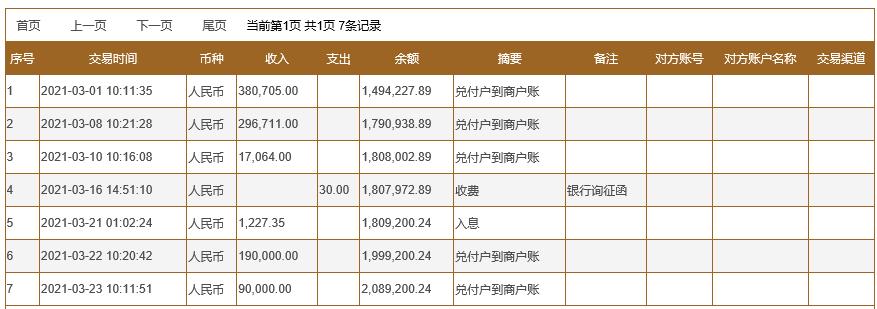 首页 上一页 下一页 尾页 当前第1页 共1页 7条记录
序号 交易时间 币种 收入 支出 余额 摘要 备注 对方账号 对方账户名称 交易渠道
1 2021-03-01 10:11:35 人民币 380,705.00 1,494,227.89 兑付户到商户账
2 2021-03-08 10:21:28 人民币 296,711.00 1,790,938.89 兑付户到商户账
3 2021-03-10 10:16:08 人民币 17,064.00 1,808,002.89 兑付户到商户账
4 2021-03-16 14:51:10 人民币 30.00 1,807,972.89 收费 银行询征函
5 2021-03-21 01:02:24 人民币 1,227.35 1,809,200.24 入息
6 2021-03-22 10:20:42 人民币 190,000.00 1,999,200.24 兑付户到商户账
7 2021-03-23 10:11:51 人民币 90,000.00 2,089,200.24 兑付户到商户账